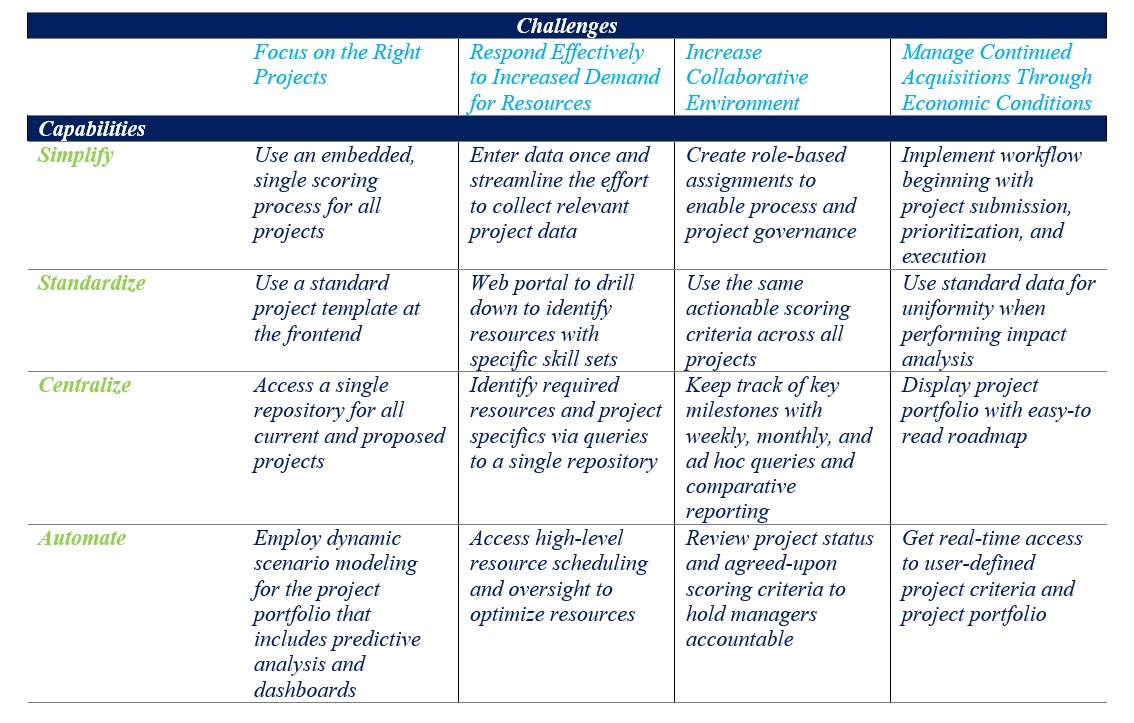 Challenges
Focus on the Right
Projects
Respond Effectively
to Increased Demand
for Resources
Increase
Collaborative
Environment
Manage Continued
Acquisitions Through
Economic Conditions
Capabilities
Simplify
Use an embedded,
single scoring
process for all
projects
Enter data once and
streamline the effort
to collect relevant
project data
Create role-based
assignments to
enable process and
project governance
Implement workflow
beginning with
project submission,
prioritization, and
execution
Standardize
Use a standard
project template at
the frontend
Web portal to drill
down to identify
resources with
specific skill sets
Use the same
actionable scoring
criteria across all
projects
Use standard data for
uniformity when
performing impact
analysis
Centralize
Access a single
repository for all
current and proposed
projects
Identify required
resources and project
specifics via queries
to a single repository
Keep track of key
milestones with
weekly, monthly, and
ad hoc queries and
comparative
reporting
Display project
portfolio with easy-to
read roadmap
Automate
Employ dynamic
scenario modeling
for the project
portfolio that
includes predictive
analysis and
dashboards
Access high-level
resource scheduling
and oversight to
optimize resources
Review project status
and agreed-upon
scoring criteria to
hold managers
accountable
Get real-time access
to user-defined
project criteria and
project portfolio